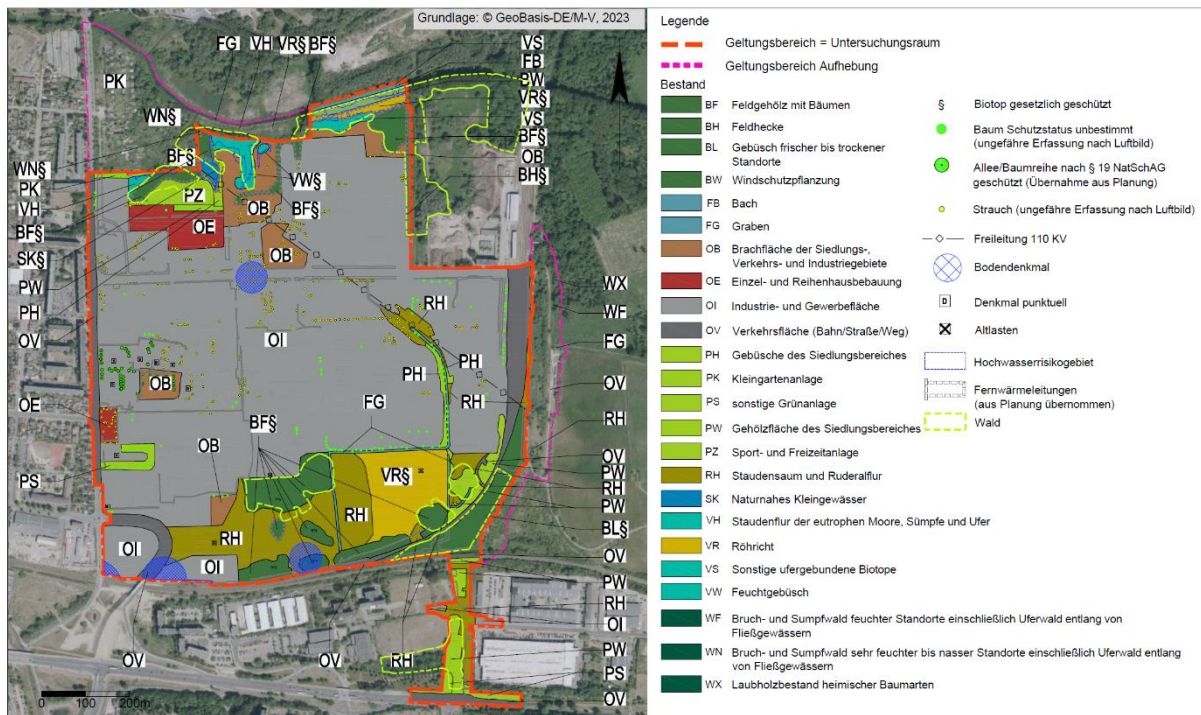 Grundlage: © GeoBasis-DE/M-V, 2023
FG VH VR§ BF§
VS
FB
BW
VR§
VS
BF§
OB
BH§
PK
WN§
BF§
WN§
PK
VH
BF§
SK§
PW
PH
OV
OE
PS
PZ
OE
OB
VW§
BF§
OB
OI
RH
PH
PH
RH
FG
OB
BF§
OB
VR§
RH
RH
OI
OI
OV
OV
RH
WX
WF
FG
OV
RH
OV
PW
RH
PW
BL§
OV
PW
RH
OI
PW
PS
OV
0 100 200m
Legende
Geltungsbereich = Untersuchungsraum
Geltungsbereich Aufhebung
Bestand
BF Feldgehölz mit Bäumen
BH Feldhecke
BL Gebüsch frischer bis trockener
Standorte
BW Windschutzpflanzung
FB Bach
FG Graben
OB Brachfläche der Siedlungs-,
Verkehrs- und Industriegebiete
OE Einzel- und Reihenhausbebauung
OI Industrie- und Gewerbefläche
OV Verkehrsfläche (Bahn/Straße/Weg)
PH Gebüsche des Siedlungsbereiches
PK Kleingartenanlage
PS sonstige Grünanlage
PW Gehölzfläche des Siedlungsbereiches
PZ Sport- und Freizeitanlage
RH Staudensaum und Ruderalflur
SK Naturnahes Kleingewässer
VH Staudenflur der eutrophen Moore, Sümpfe und Ufer
VR Röhricht
VS Sonstige ufergebundene Biotope
VW Feuchtgebüsch
WF Bruch- und Sumpfwald feuchter Standorte einschließlich Uferwald entlang von
Fließgewässern
WN Bruch- und Sumpfwald sehr feuchter bis nasser Standorte einschließlich Uferwald entlang
von Fließgewässern
WX Laubholzbestand heimischer Baumarten
§ Biotop gesetzlich geschützt
Baum Schutzstatus unbestimmt
(ungefähre Erfassung nach Luftbild)
Allee/Baumreihe nach § 19 NatSchAG
geschützt (Übernahme aus Planung)
Strauch (ungefähre Erfassung nach Luftbild)
Freileitung 110 KV
Bodendenkmal
D Denkmal punktuell
Altlasten
Hochwasserrisikogebiet
Fernwärmeleitungen
(aus Planung übernommen)
Wald